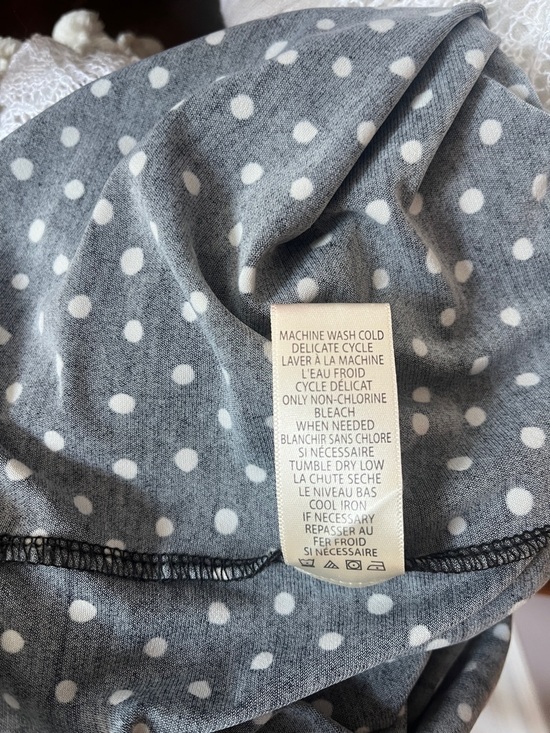 MACHINE WASH COLD
DELICATE CYCLE
LAVER À LA MACHINE
L'EAU FROID
CYCLE DÉLICAT
ONLY NON-CHLORINE
BLEACH
WHEN NEEDED
BLANCHIR SANS CHLORE
SI NÉCESSAIRE
TUMBLE DRY LOW
LA CHUTE SECHE
LE NIVEAU BAS
COOL IRON
IF NECESSARY
REPASSER AU
FER FROID
SI NÉCESSAIRE